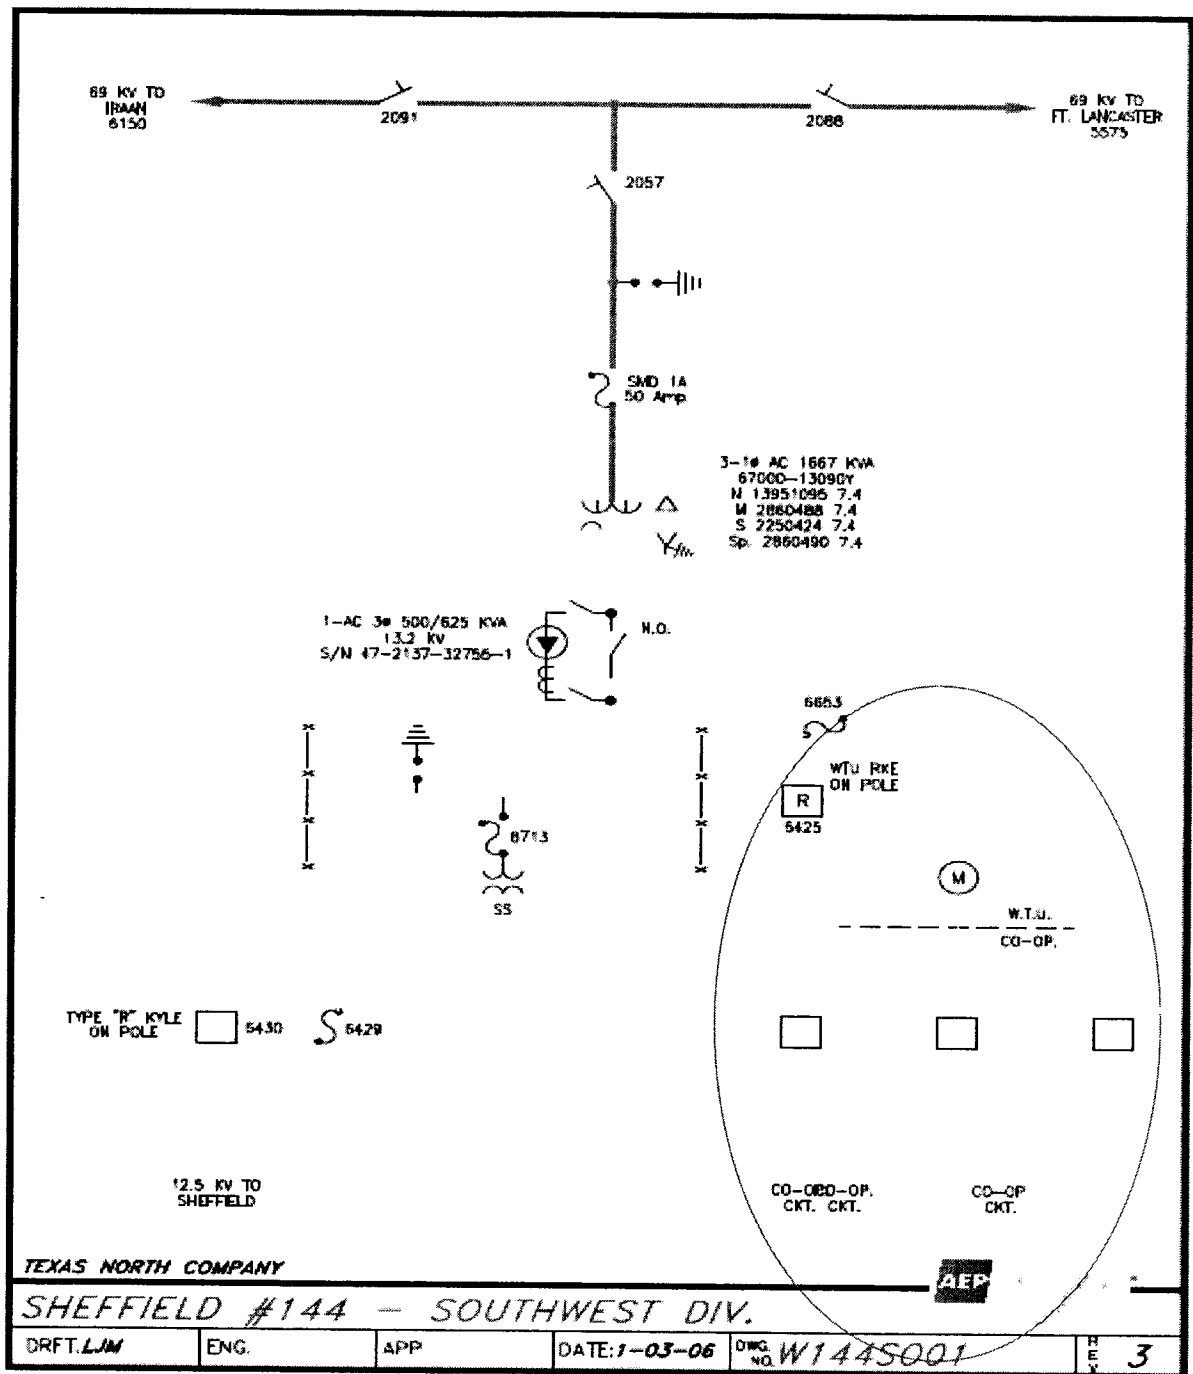 69 KV TO
IRAAN
6150
2091
2088
69 KV TO
FT. LANCASTER
5575
2057
SMD 1A
50 Amp.
3-1ø AC 1667 KVA
67000-13090Y
N 13951095 7.4
M 2860488 7.4
S 2250424 7.4
Sp. 2860490 7.4
1-AC 3ø 500/625 KVA
13.2 KV
S/N 47-2137-32756-1
N.O.
6653
WTU RKE
ON POLE
R
6425
8713
SS
M
W.T.U.
CO-OP.
TYPE "R" KYLE
ON POLE
6430
6429
12.5 KV TO
SHEFFIELD
CO-OP.
CKT.
CO-OP.
CKT.
CO-OP
CKT.
TEXAS NORTH COMPANY
AEP
SHEFFIELD #144 - SOUTHWEST DIV.
DRFT. LJM
ENG.
APP
DATE: 1-03-06
DWG. NO. W144S001
REV 3